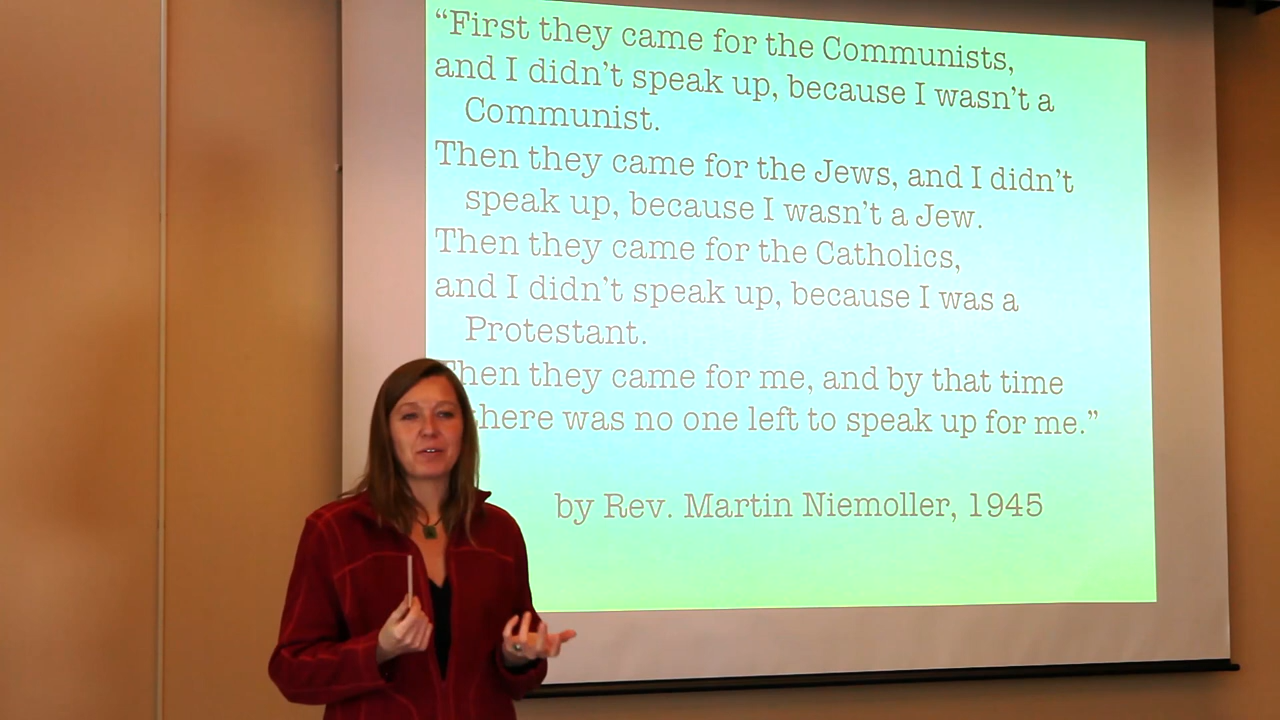 “First they came for the Communists,
and I didn’t speak up, because I wasn’t a
Communist.
Then they came for the Jews, and I didn’t
speak up, because I wasn’t a Jew.
Then they came for the Catholics,
and I didn’t speak up, because I was a
Protestant.
Then they came for me, and by that time
there was no one left to speak up for me.”
by Rev. Martin Niemoller, 1945